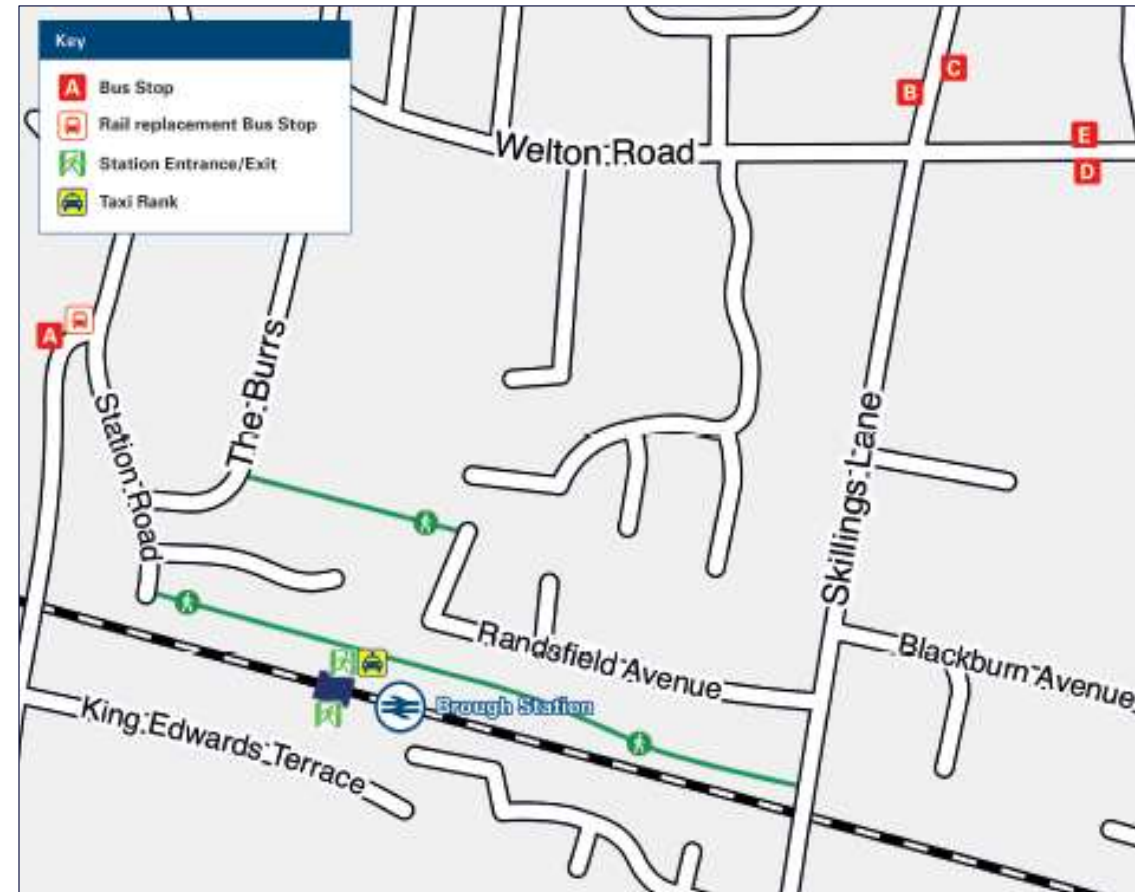 Key
A Bus Stop
Rail replacement Bus Stop
Station Entrance/Exit
Taxi Rank
C
B
Welton Road
E
D
A
The Burrs
Station Road
Skillings Lane
Randsfield Avenue
Blackburn Avenue
Brough Station
King Edwards Terrace